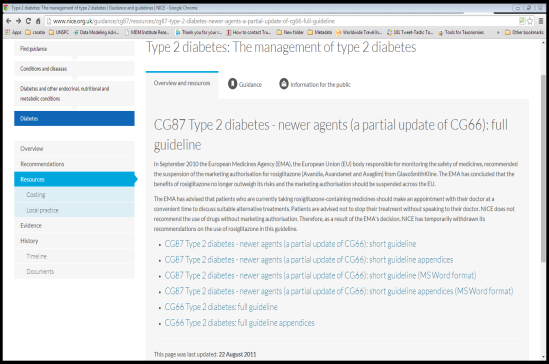 Type 2 diabetes: The management of type 2 diabetes | Guidance and guidelines | NICE - Google Chrome
www.nice.org.uk/guidance/cg87/resources/cg87-type-2-diabetes-newer-agents-a-partial-update-of-cg66-full-guideline
Apps croatia UNSPC Data Modeling Advi... MEIM Institute Rese... Thank you for your r... How to contact Tra... New folder Metadata Worldwide Travel Is... 101 Tweet-Tastic To... Tools for Taxonomies » Other bookmarks
Find guidance
Conditions and diseases
Diabetes and other endocrinal, nutritional and
metabolic conditions
Diabetes
Overview
Recommendations
Resources
Costing
Local practice
Evidence
History
Timeline
Documents
Type 2 diabetes: The management of type 2 diabetes
Overview and resources Guidance Information for the public
CG87 Type 2 diabetes - newer agents (a partial update of CG66): full
guideline
In September 2010 the European Medicines Agency (EMA), the European Union (EU) body responsible for monitoring the safety of medicines, recommended
the suspension of the marketing authorisation for rosiglitazone (Avandia, Avandamet and Avaglim) from GlaxoSmithKline. The EMA has concluded that the
benefits of rosiglitazone no longer outweigh its risks and the marketing authorisation should be suspended across the EU.
The EMA has advised that patients who are currently taking rosiglitazone-containing medicines should make an appointment with their doctor at a
convenient time to discuss suitable alternative treatments. Patients are advised not to stop their treatment without speaking to their doctor. NICE does not
recommend the use of drugs without marketing authorisation. Therefore, as a result of the EMA's decision, NICE has temporarily withdrawn its
recommendations on the use of rosiglitazone in this guideline.
• CG87 Type 2 diabetes - newer agents (a partial update of CG66): short guideline
• CG87 Type 2 diabetes - newer agents (a partial update of CG66): short guideline appendices
• CG87 Type 2 diabetes - newer agents (a partial update of CG66): short guideline (MS Word format)
• CG87 Type 2 diabetes - newer agents (a partial update of CG66): short guideline appendices (MS Word format)
• CG66 Type 2 diabetes: full guideline
• CG66 Type 2 diabetes: full guideline appendices
This page was last updated: 22 August 2011